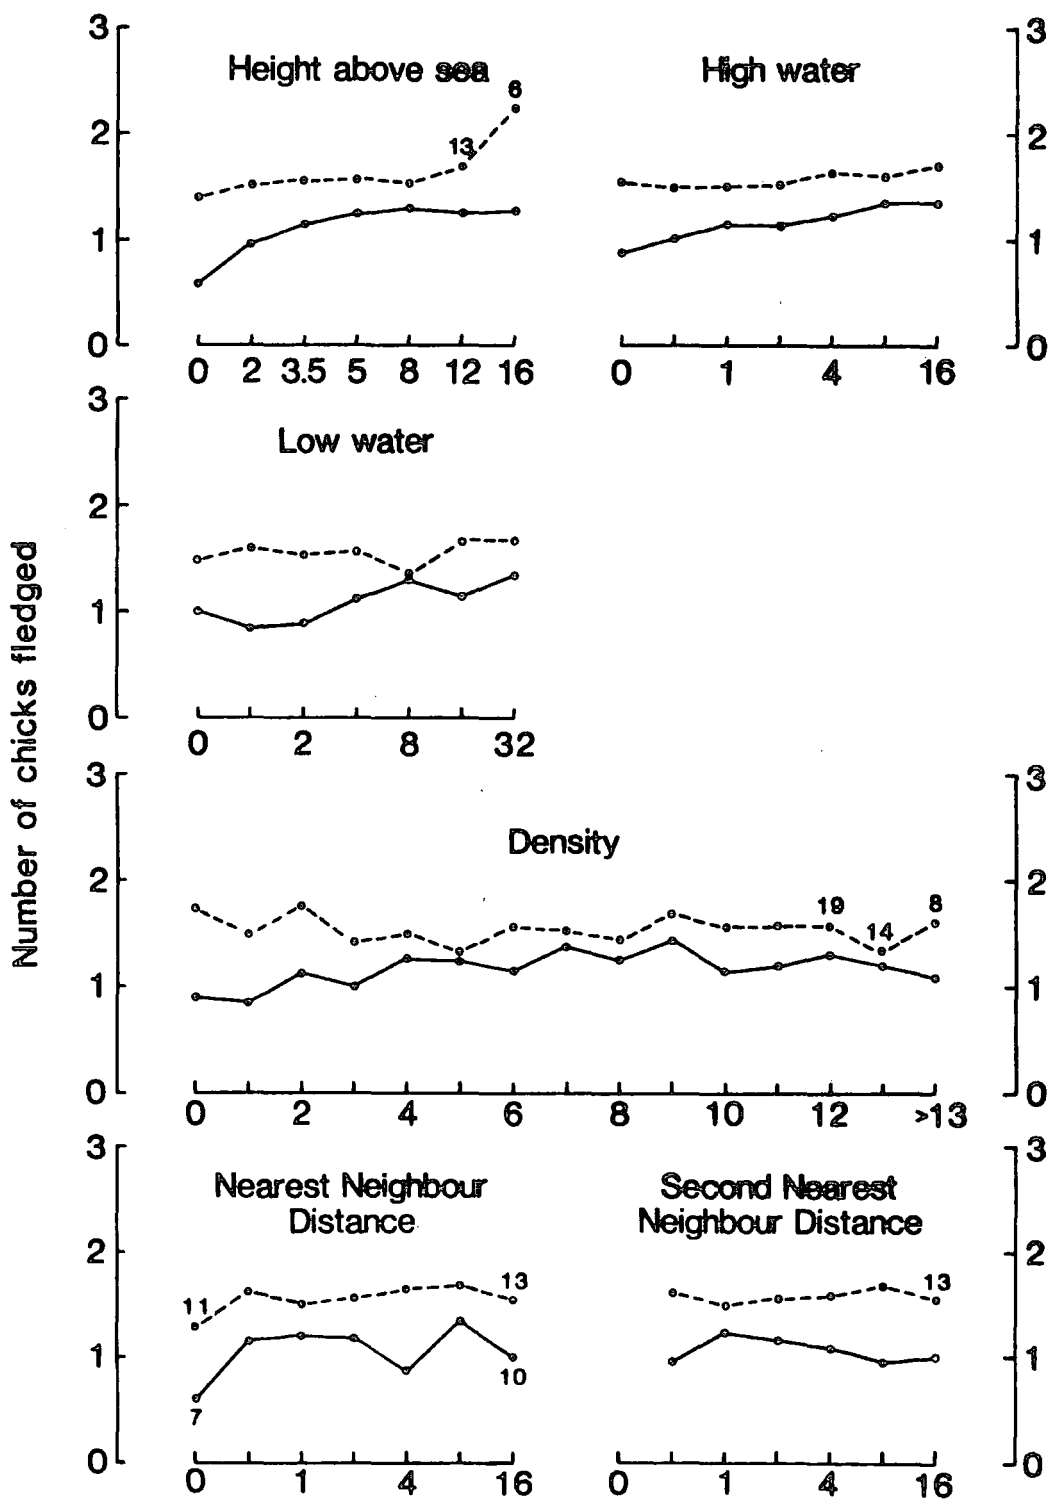 Number of chicks fledged
Height above sea
3
2
1
0
13
6
0 2 3.5 5 8 12 16
High water
3
2
1
0
0 1 4 16
Low water
3
2
1
0
0 2 8 32
Density
3
2
1
0
19
14
8
3
2
1
0
0 2 4 6 8 10 12 >13
Nearest Neighbour
Distance
3
2
1
0
11
13
7
10
0 1 4 16
Second Nearest
Neighbour Distance
13
3
2
1
0
0 1 4 16